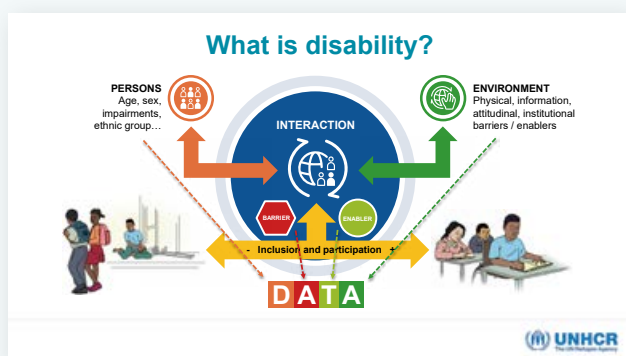 What is disability?
PERSONS
Age, sex,
impairments,
ethnic group…
INTERACTION
ENVIRONMENT
Physical, information,
attitudinal, institutional
barriers / enablers
BARRIER
ENABLER
- Inclusion and participation +
DATA
UNHCR
The UN Refugee Agency